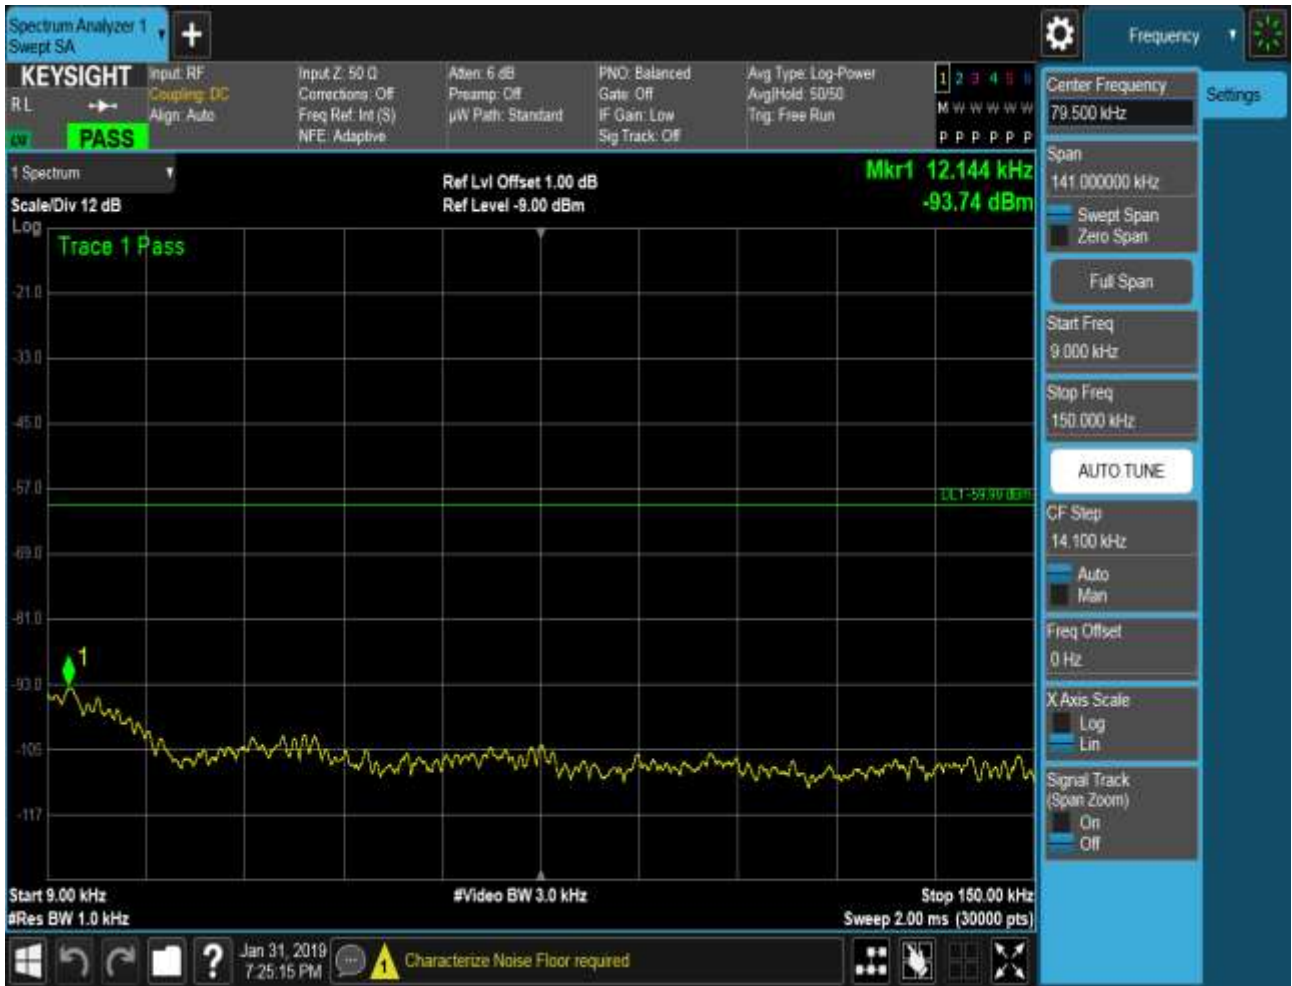 Spectrum Analyzer 1
Swept SA
+
Frequency
KEYSIGHT
R L
LW
PASS
Input: RF
Coupling: DC
Align: Auto
Input Z: 50 Ω
Corrections: Off
Freq Ref: Int (S)
NFE: Adaptive
Atten: 6 dB
Preamp: Off
µW Path: Standard
PNO: Balanced
Gate: Off
IF Gain: Low
Sig Track: Off
Avg Type: Log-Power
Avg|Hold: 50/50
Trig: Free Run
1 2 3 4 5 6
M W W W W W
P P P P P P
1 Spectrum
Scale/Div 12 dB
Ref Lvl Offset 1.00 dB
Ref Level -9.00 dBm
Mkr1 12.144 kHz
-93.74 dBm
Log
Trace 1 Pass
-21.0
-33.0
-45.0
-57.0
DL1 -59.99 dBm
-69.0
-81.0
1
-93.0
-105
-117
Start 9.00 kHz
#Video BW 3.0 kHz
Stop 150.00 kHz
#Res BW 1.0 kHz
Sweep 2.00 ms (30000 pts)
Center Frequency
79.500 kHz
Settings
Span
141.000000 kHz
Swept Span
Zero Span
Full Span
Start Freq
9.000 kHz
Stop Freq
150.000 kHz
AUTO TUNE
CF Step
14.100 kHz
Auto
Man
Freq Offset
0 Hz
X Axis Scale
Log
Lin
Signal Track
(Span Zoom)
On
Off
?
Jan 31, 2019
7:25:15 PM
1
Characterize Noise Floor required